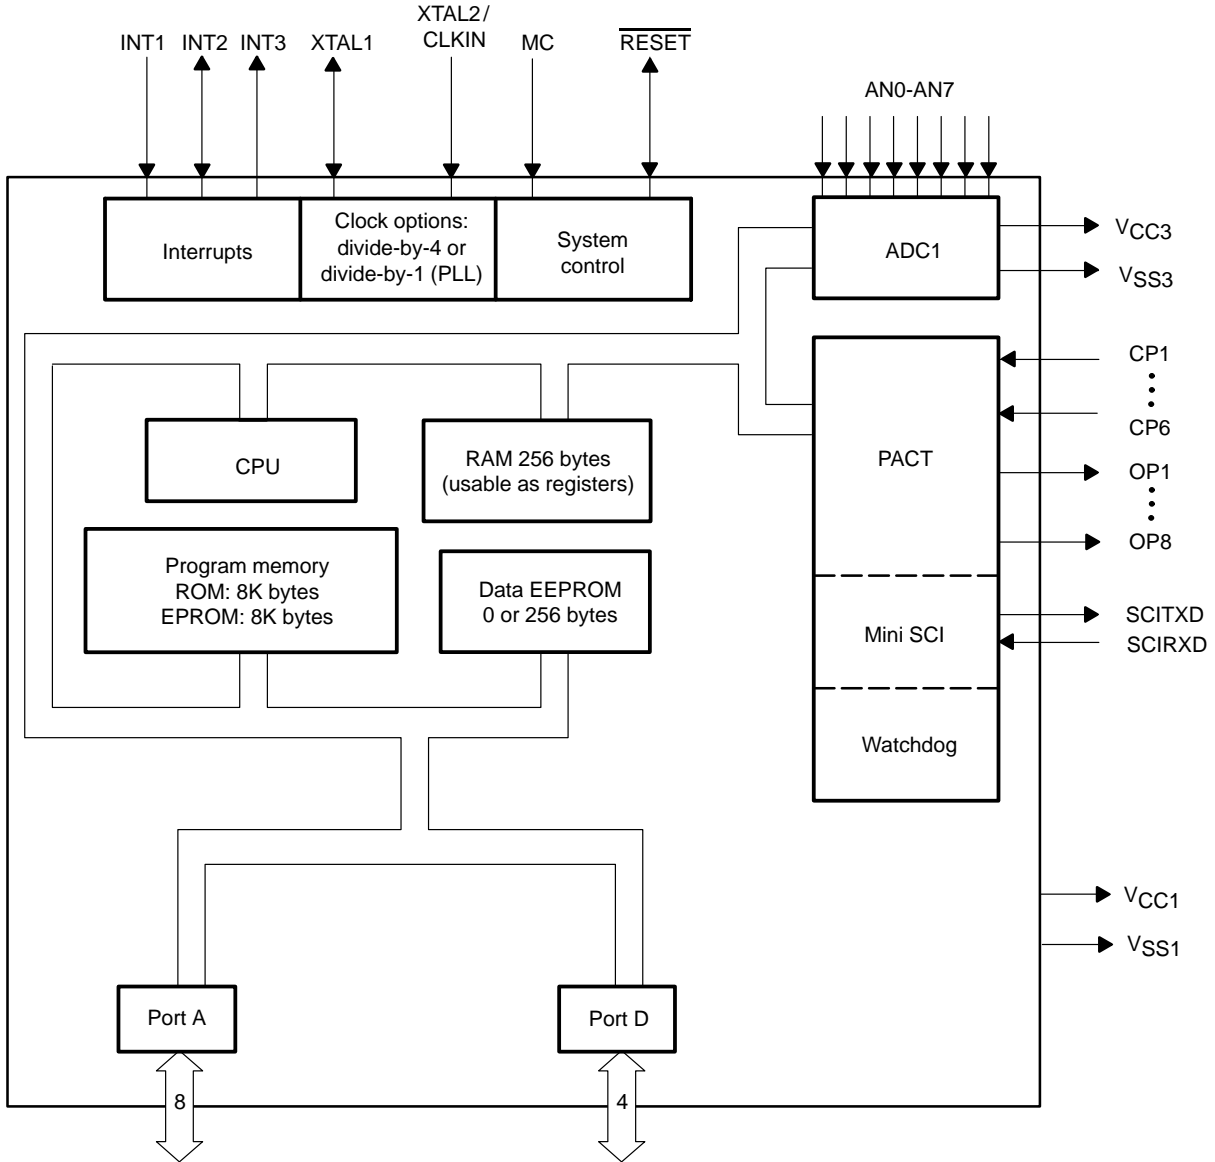 XTAL2/
INT1 INT2 INT3 XTAL1 CLKIN MC RESET
AN0-AN7
Interrupts
Clock options:
divide-by-4 or
divide-by-1 (PLL)
System
control
ADC1
VCC3
VSS3
CP1
CP6
OP1
OP8
PACT
CPU
RAM 256 bytes
(usable as registers)
Program memory
ROM: 8K bytes
EPROM: 8K bytes
Data EEPROM
0 or 256 bytes
Mini SCI
SCITXD
SCIRXD
Watchdog
VCC1
VSS1
Port A
Port D
8
4